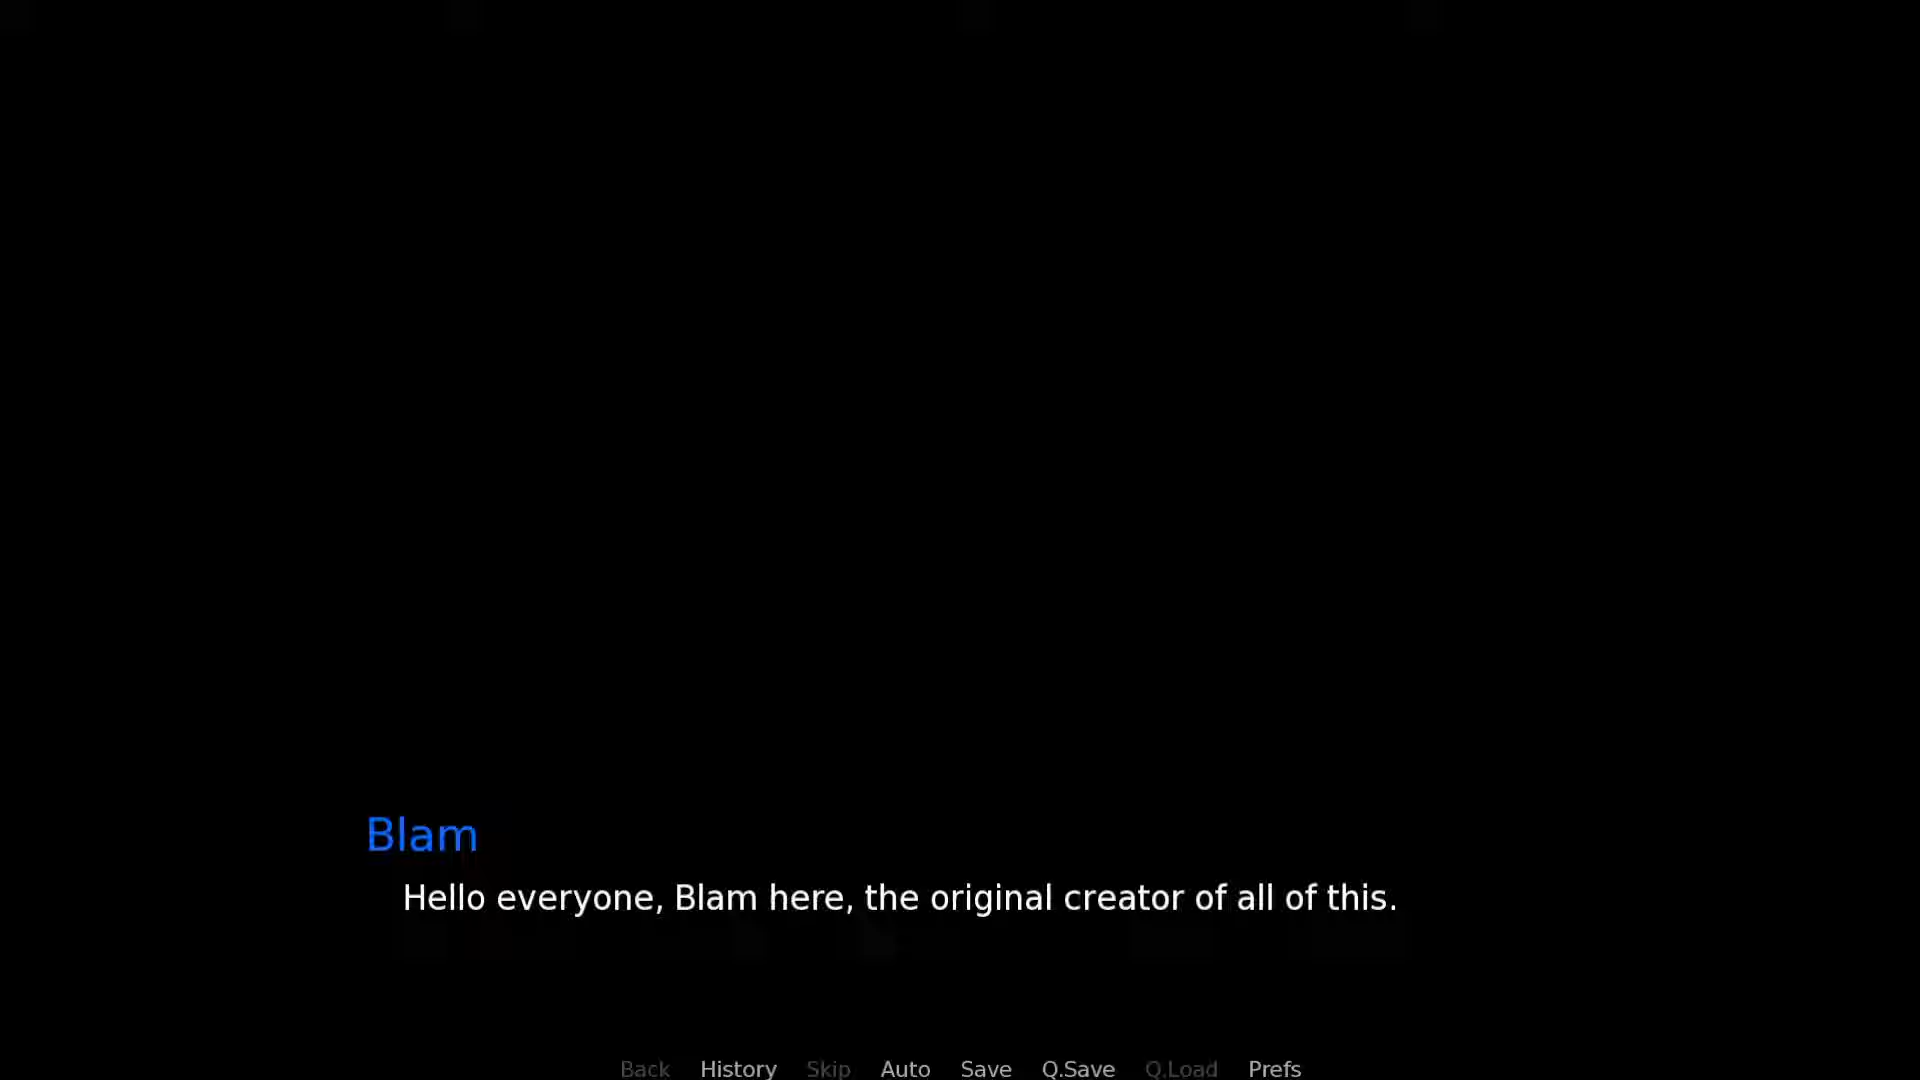 Blam
Hello everyone, Blam here, the original creator of all of this.
Back History Skip Auto Save Q.Save Q.Load Prefs